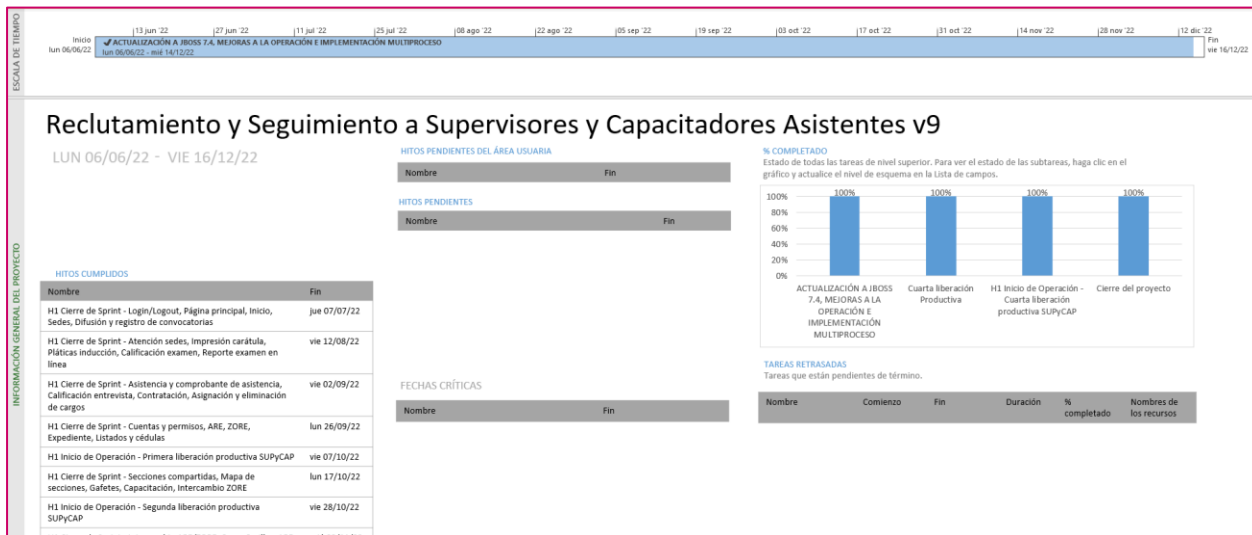 ESCALA DE TIEMPO
13 jun '22
27 jun '22
11 jul '22
25 jul '22
08 ago '22
22 ago '22
05 sep '22
19 sep '22
03 oct '22
17 oct '22
31 oct '22
14 nov '22
28 nov '22
12 dic '22
Inicio
lun 06/06/22
ACTUALIZACIÓN A JBOSS 7.4, MEJORAS A LA OPERACIÓN E IMPLEMENTACIÓN MULTIPROCESO
lun 06/06/22 - mié 14/12/22
Fin
vie 16/12/22
INFORMACIÓN GENERAL DEL PROYECTO
Reclutamiento y Seguimiento a Supervisores y Capacitadores Asistentes v9
LUN 06/06/22 - VIE 16/12/22
HITOS CUMPLIDOS
Nombre Fin
H1 Cierre de Sprint - Login/Logout, Página principal, Inicio, jue 07/07/22
Sedes, Difusión y registro de convocatorias
H1 Cierre de Sprint - Atención sedes, Impresión carátula, vie 12/08/22
Pláticas inducción, Calificación examen, Reporte examen en
línea
H1 Cierre de Sprint - Asistencia y comprobante de asistencia, vie 02/09/22
Calificación entrevista, Contratación, Asignación y eliminación
de cargos
H1 Cierre de Sprint - Cuentas y permisos, ARE, ZORE, lun 26/09/22
Expediente, Listados y cédulas
H1 Inicio de Operación - Primera liberación productiva SUPyCAP vie 07/10/22
H1 Cierre de Sprint - Secciones compartidas, Mapa de lun 17/10/22
secciones, Gafetes, Capacitación, Intercambio ZORE
H1 Inicio de Operación - Segunda liberación productiva vie 28/10/22
SUPyCAP
HITOS PENDIENTES DEL ÁREA USUARIA
Nombre Fin
HITOS PENDIENTES
Nombre Fin
FECHAS CRÍTICAS
Nombre Fin
% COMPLETADO
Estado de todas las tareas de nivel superior. Para ver el estado de las subtareas, haga clic en el
gráfico y actualice el nivel de esquema en la Lista de campos.
100% 100% 100% 100%
100%
80%
60%
40%
20%
0%
ACTUALIZACIÓN A JBOSS
7.4, MEJORAS A LA
OPERACIÓN E
IMPLEMENTACIÓN
MULTIPROCESO
Cuarta liberación
Productiva
H1 Inicio de Operación -
Cuarta liberación
productiva SUPyCAP
Cierre del proyecto
TAREAS RETRASADAS
Tareas que están pendientes de término.
Nombre Comienzo Fin Duración % completado Nombres de los recursos